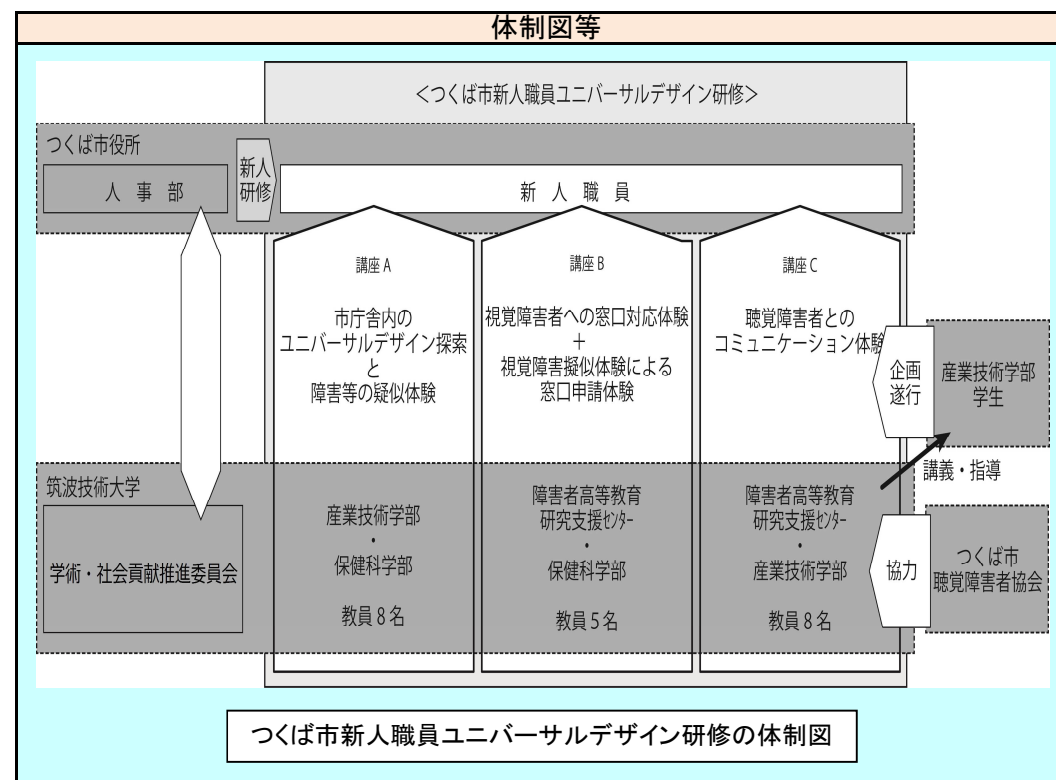 体制図等
＜つくば市新人職員ユニバーサルデザイン研修＞
つくば市役所
人 事 部
新人
研修
新 人 職 員
講座 A
市庁舎内の
ユニバーサルデザイン探索
と
障害等の疑似体験
講座 B
視覚障害者への窓口対応体験
＋
視覚障害擬似体験による
窓口申請体験
講座 C
聴覚障害者との
コミュニケーション体験
企画
遂行
産業技術学部
学生
講義・指導
筑波技術大学
学術・社会貢献推進委員会
産業技術学部
・
保健科学部
教員 8 名
障害者高等教育
研究支援センター
・
保健科学部
教員 5 名
障害者高等教育
研究支援センター
・
産業技術学部
教員 8 名
協力
つくば市
聴覚障害者協会
つくば市新人職員ユニバーサルデザイン研修の体制図